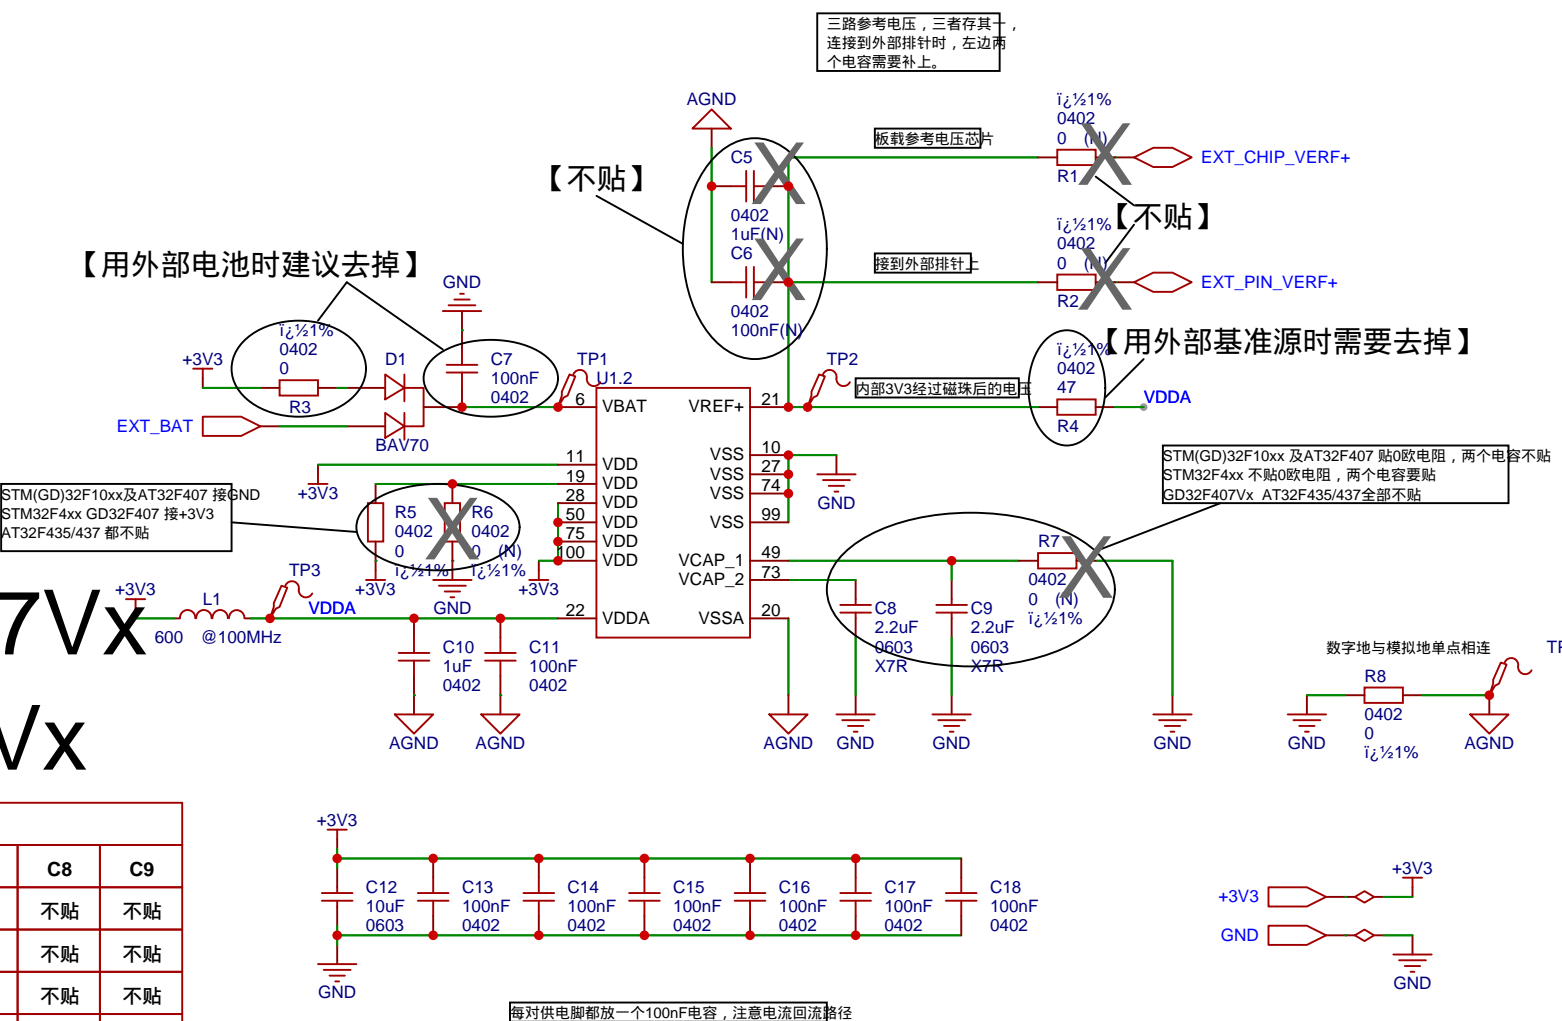 三路参考电压，三者存其一，
连接到外部排针时，左边两
个电容需要补上。
AGND
板载参考电压芯片
ï¿½1%
0402
0 (N)
R1
EXT_CHIP_VERF+
【不贴】
C5
0402
1uF(N)
C6
0402
100nF(N)
【不贴】
接到外部排针上
ï¿½1%
0402
0 (N)
R2
EXT_PIN_VERF+
【用外部电池时建议去掉】
GND
+3V3
ï¿½1%
0402
0
R3
D1
BAV70
EXT_BAT
C7
100nF
0402
TP1
TP2
【用外部基准源时需要去掉】
内部3V3经过磁珠后的电压
ï¿½1%
0402
47
R4
VDDA
U1.2
6 VBAT
11 VDD
19 VDD
28 VDD
50 VDD
75 VDD
100 VDD
22 VDDA
VREF+ 21
VSS 10
VSS 27
VSS 74
VSS 99
VCAP_1 49
VCAP_2 73
VSSA 20
GND
STM(GD)32F10xx 及AT32F407 贴0欧电阻，两个电容不贴
STM32F4xx 不贴0欧电阻，两个电容要贴
GD32F407Vx AT32F435/437全部不贴
+3V3
STM(GD)32F10xx及AT32F407 接GND
STM32F4xx GD32F407 接+3V3
AT32F435/437 都不贴
R5
0402
0
ï¿½1%
R6
0402
0 (N)
ï¿½1%
+3V3
GND
+3V3
R7
0402
0 (N)
ï¿½1%
C8
2.2uF
0603
X7R
C9
2.2uF
0603
X7R
7Vx
Vx
+3V3
L1
600 @100MHz
TP3
VDDA
C10
1uF
0402
C11
100nF
0402
AGND
AGND
AGND
GND
GND
GND
数字地与模拟地单点相连
R8
0402
0
ï¿½1%
GND
AGND
C8 C9
不贴 不贴
不贴 不贴
不贴 不贴
+3V3
C12
10uF
0603
C13
100nF
0402
C14
100nF
0402
C15
100nF
0402
C16
100nF
0402
C17
100nF
0402
C18
100nF
0402
GND
+3V3
+3V3
GND
GND
每对供电脚都放一个100nF电容，注意电流回流路径